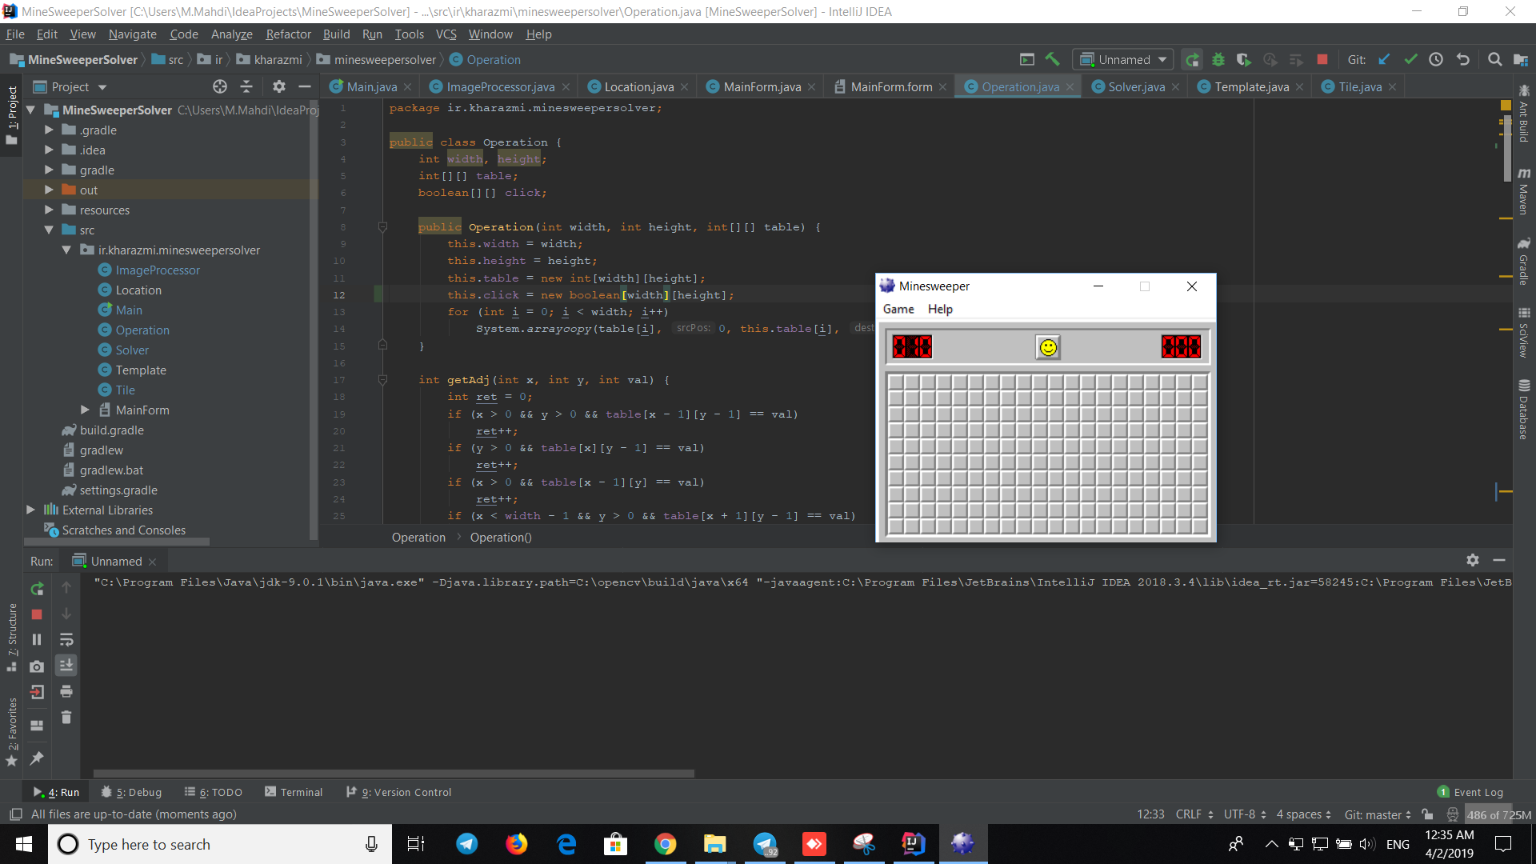 MineSweeperSolver [C:\Users\M.Mahdi\IdeaProjects\MineSweeperSolver] - ...\src\ir\kharazmi\minesweepersolver\Operation.java [MineSweeperSolver] - IntelliJ IDEA
File Edit View Navigate Code Analyze Refactor Build Run Tools VCS Window Help
MineSweeperSolver src ir kharazmi minesweepersolver Operation
Unnamed
Git:
Project
Main.java ImageProcessor.java Location.java MainForm.java MainForm.form Operation.java Solver.java Template.java Tile.java
1: Project
MineSweeperSolver C:\Users\M.Mahdi\IdeaProj
.gradle
.idea
gradle
out
resources
src
ir.kharazmi.minesweepersolver
ImageProcessor
Location
Main
Operation
Solver
Template
Tile
MainForm
build.gradle
gradlew
gradlew.bat
settings.gradle
External Libraries
Scratches and Consoles
1 package ir.kharazmi.minesweepersolver;
2
3 public class Operation {
4 int width, height;
5 int[][] table;
6 boolean[][] click;
7
8 public Operation(int width, int height, int[][] table) {
9 this.width = width;
10 this.height = height;
11 this.table = new int[width][height];
12 this.click = new boolean[width][height];
13 for (int i = 0; i < width; i++)
14 System.arraycopy(table[i], srcPos: 0, this.table[i], dest
15 }
16
17 int getAdj(int x, int y, int val) {
18 int ret = 0;
19 if (x > 0 && y > 0 && table[x - 1][y - 1] == val)
20 ret++;
21 if (y > 0 && table[x][y - 1] == val)
22 ret++;
23 if (x > 0 && table[x - 1][y] == val)
24 ret++;
25 if (x < width - 1 && y > 0 && table[x + 1][y - 1] == val)
Operation Operation()
Minesweeper
Game Help
Ant Build
Maven
Gradle
SciView
Database
Run: Unnamed
"C:\Program Files\Java\jdk-9.0.1\bin\java.exe" -Djava.library.path=C:\opencv\build\java\x64 "-javaagent:C:\Program Files\JetBrains\IntelliJ IDEA 2018.3.4\lib\idea_rt.jar=58245:C:\Program Files\JetB
7: Structure
2: Favorites
4: Run 5: Debug 6: TODO Terminal 9: Version Control
1 Event Log
All files are up-to-date (moments ago)
12:33 CRLF UTF-8 4 spaces Git: master 486 of 725M
Type here to search
92
ENG
12:35 AM
4/2/2019